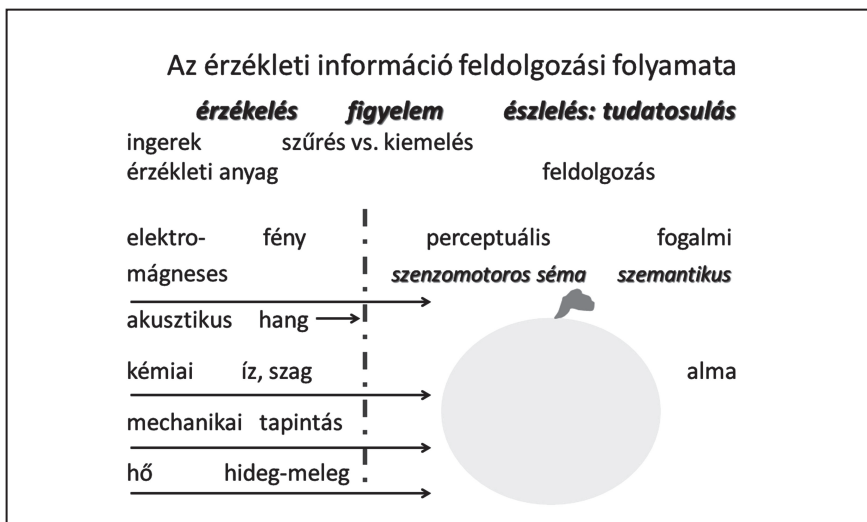 Az érzékleti információ feldolgozási folyamata
érzékelés figyelem észlelés: tudatosulás
ingerek szűrés vs. kiemelés
érzékleti anyag feldolgozás
elektro- fény perceptuális fogalmi
mágneses szenzomotoros séma szemantikus
akusztikus hang
kémiai íz, szag alma
mechanikai tapintás
hő hideg-meleg